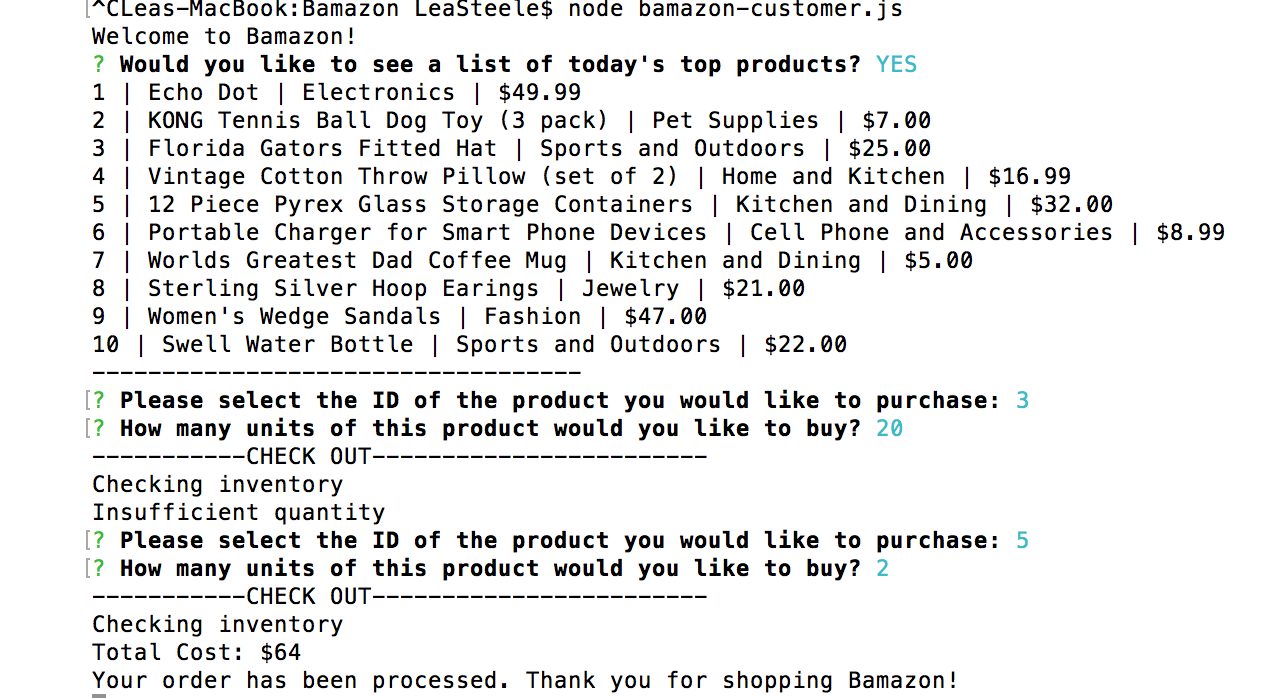 [^CLeas-MacBook:Bamazon LeaSteele$ node bamazon-customer.js
Welcome to Bamazon!
? Would you like to see a list of today's top products? YES
1 | Echo Dot | Electronics | $49.99
2 | KONG Tennis Ball Dog Toy (3 pack) | Pet Supplies | $7.00
3 | Florida Gators Fitted Hat | Sports and Outdoors | $25.00
4 | Vintage Cotton Throw Pillow (set of 2) | Home and Kitchen | $16.99
5 | 12 Piece Pyrex Glass Storage Containers | Kitchen and Dining | $32.00
6 | Portable Charger for Smart Phone Devices | Cell Phone and Accessories | $8.99
7 | Worlds Greatest Dad Coffee Mug | Kitchen and Dining | $5.00
8 | Sterling Silver Hoop Earings | Jewelry | $21.00
9 | Women's Wedge Sandals | Fashion | $47.00
10 | Swell Water Bottle | Sports and Outdoors | $22.00
-----------------------------------
[? Please select the ID of the product you would like to purchase: 3
[? How many units of this product would you like to buy? 20
-----------CHECK OUT------------------------
Checking inventory
Insufficient quantity
[? Please select the ID of the product you would like to purchase: 5
[? How many units of this product would you like to buy? 2
-----------CHECK OUT------------------------
Checking inventory
Total Cost: $64
Your order has been processed. Thank you for shopping Bamazon!